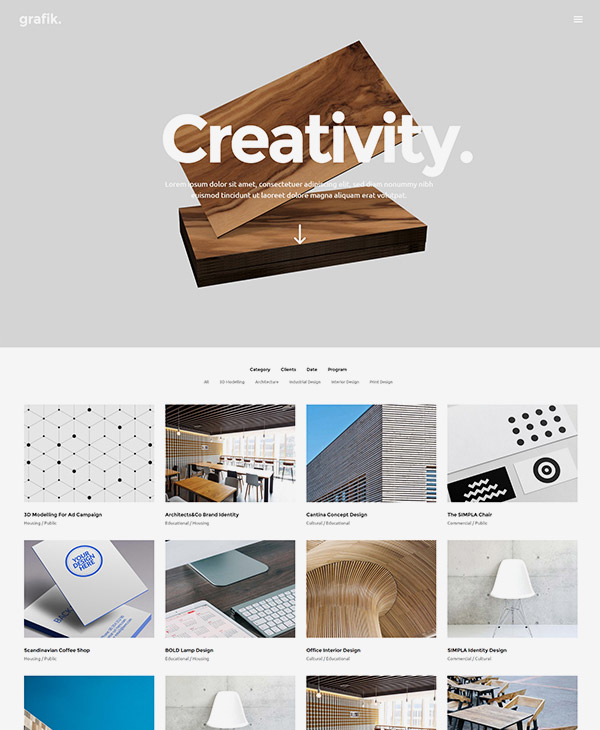 grafik.
Creativity.
Lorem ipsum dolor sit amet, consectetuer adipiscing elit, sed diam nonummy nibh
euismod tincidunt ut laoreet dolore magna aliquam erat volutpat.
Category Clients Date Program
All 3D Modelling Architecture Industrial Design Interior Design Print Design
3D Modelling For Ad Campaign
Housing / Public
Architects&Co Brand Identity
Educational / Housing
Cantina Concept Design
Cultural / Educational
The SIMPLA Chair
Commercial / Public
YOUR
DESIGN
HERE
BACK
Scandinavian Coffee Shop
Housing / Public
BOLD Lamp Design
Educational / Housing
Office Interior Design
Cultural / Educational
SIMPLA Identity Design
Commercial / Cultural